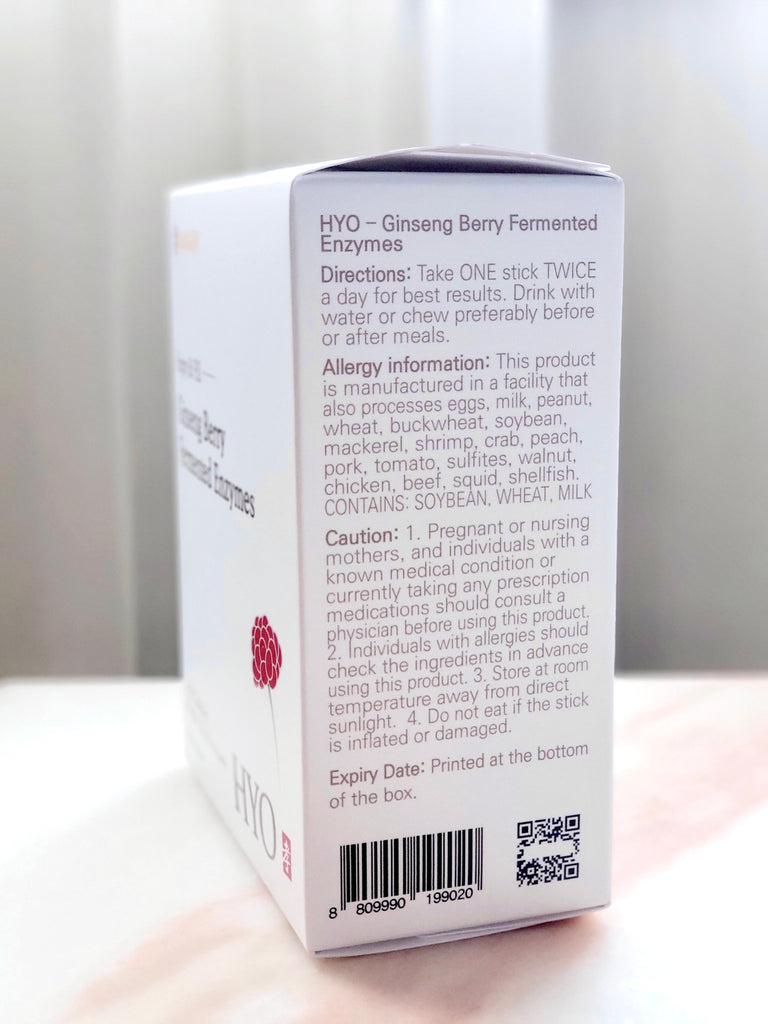 HYO – Ginseng Berry Fermented
Enzymes
Directions: Take ONE stick TWICE
a day for best results. Drink with
water or chew preferably before
or after meals.
Allergy information: This product
is manufactured in a facility that
also processes eggs, milk, peanut,
wheat, buckwheat, soybean,
mackerel, shrimp, crab, peach,
pork, tomato, sulfites, walnut,
chicken, beef, squid, shellfish.
CONTAINS: SOYBEAN, WHEAT, MILK
Caution: 1. Pregnant or nursing
mothers, and individuals with a
known medical condition or
currently taking any prescription
medications should consult a
physician before using this product.
2. Individuals with allergies should
check the ingredients in advance
using this product. 3. Store at room
temperature away from direct
sunlight. 4. Do not eat if the stick
is inflated or damaged.
Expiry Date: Printed at the bottom
of the box.
8 809990 199020
Ginseng Berry
Fermented Enzymes
HYO